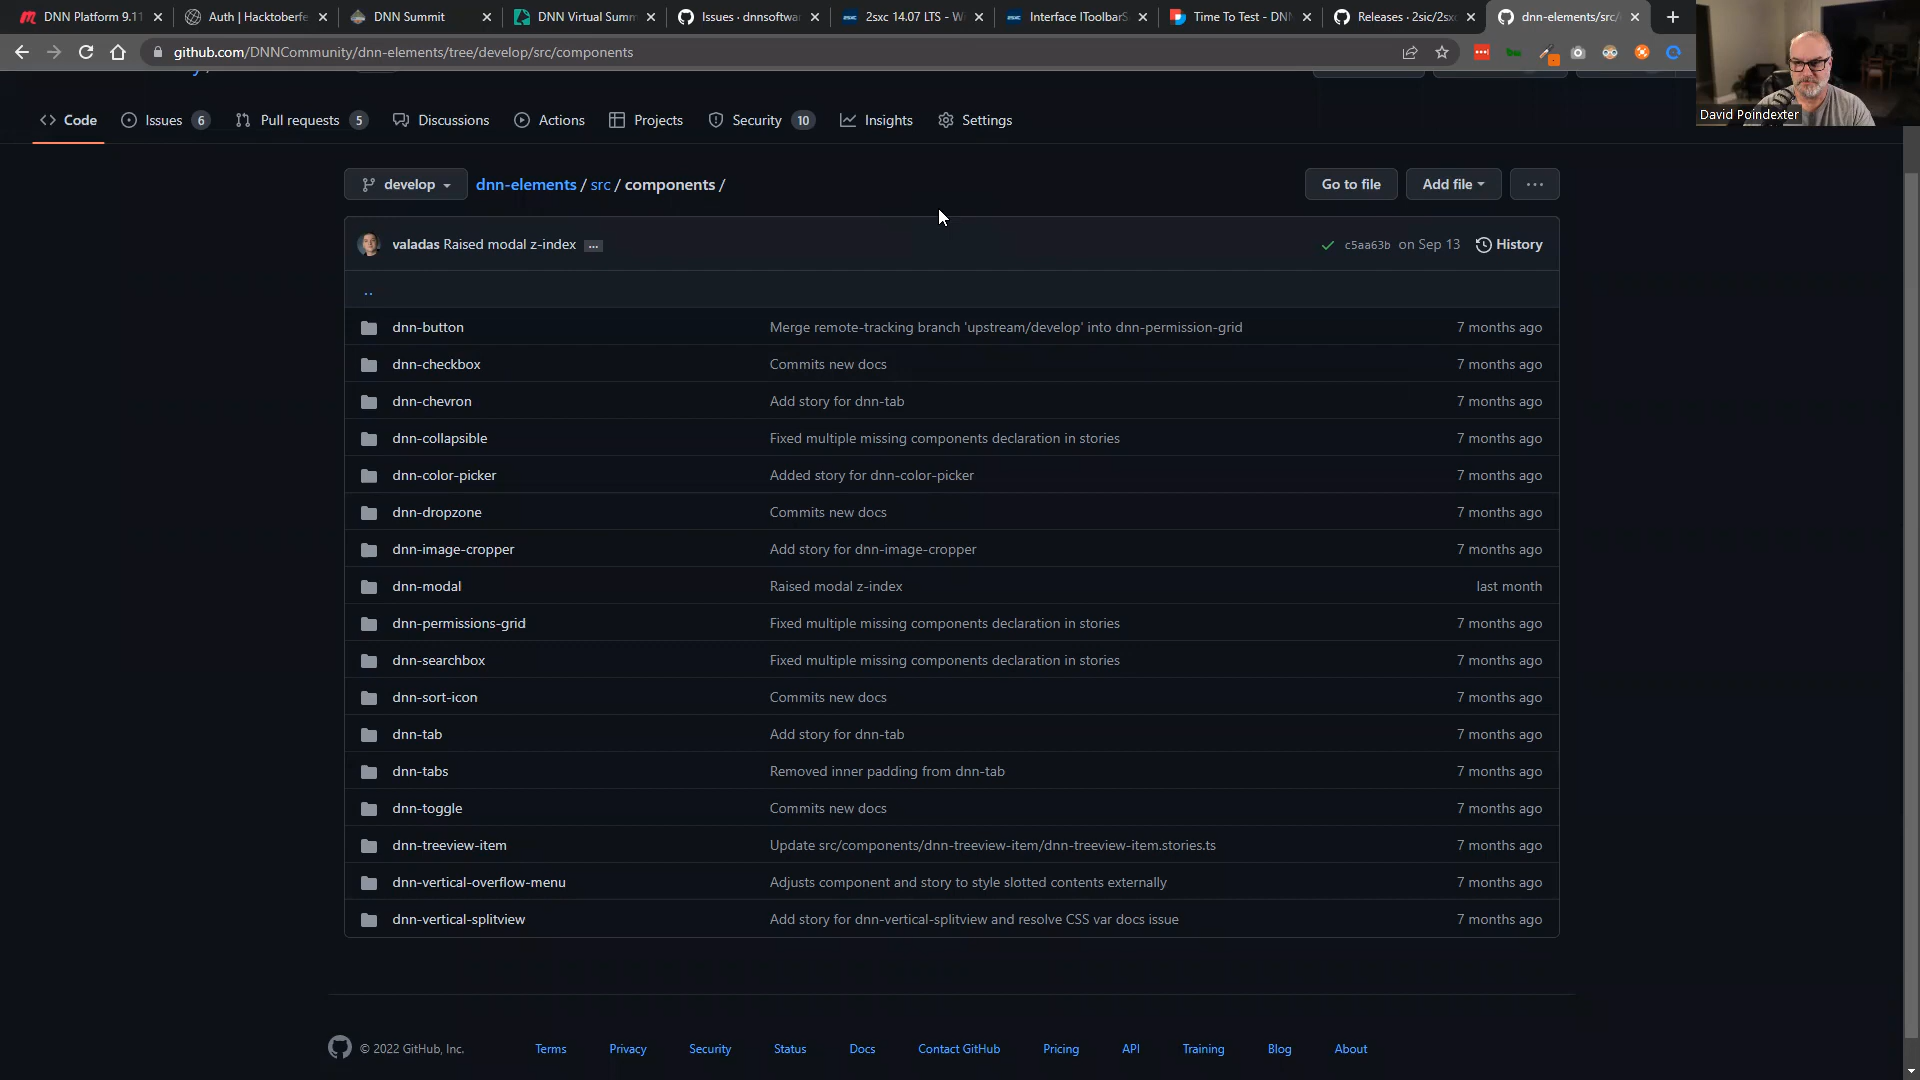 DNN Platform 9.11
Auth | Hacktoberfe
DNN Summit
DNN Virtual Summ
Issues · dnnsoftwar
2sxc 14.07 LTS - W
Interface IToolbarS
Time To Test - DNN
Releases · 2sic/2sxc
dnn-elements/src/
github.com/DNNCommunity/dnn-elements/tree/develop/src/components
David Poindexter
Code
Issues 6
Pull requests 5
Discussions
Actions
Projects
Security 10
Insights
Settings
develop
dnn-elements / src / components /
Go to file
Add file
valadas Raised modal z-index ...
c5aa63b on Sep 13
History
..
dnn-button Merge remote-tracking branch 'upstream/develop' into dnn-permission-grid 7 months ago
dnn-checkbox Commits new docs 7 months ago
dnn-chevron Add story for dnn-tab 7 months ago
dnn-collapsible Fixed multiple missing components declaration in stories 7 months ago
dnn-color-picker Added story for dnn-color-picker 7 months ago
dnn-dropzone Commits new docs 7 months ago
dnn-image-cropper Add story for dnn-image-cropper 7 months ago
dnn-modal Raised modal z-index last month
dnn-permissions-grid Fixed multiple missing components declaration in stories 7 months ago
dnn-searchbox Fixed multiple missing components declaration in stories 7 months ago
dnn-sort-icon Commits new docs 7 months ago
dnn-tab Add story for dnn-tab 7 months ago
dnn-tabs Removed inner padding from dnn-tab 7 months ago
dnn-toggle Commits new docs 7 months ago
dnn-treeview-item Update src/components/dnn-treeview-item/dnn-treeview-item.stories.ts 7 months ago
dnn-vertical-overflow-menu Adjusts component and story to style slotted contents externally 7 months ago
dnn-vertical-splitview Add story for dnn-vertical-splitview and resolve CSS var docs issue 7 months ago
© 2022 GitHub, Inc.
Terms
Privacy
Security
Status
Docs
Contact GitHub
Pricing
API
Training
Blog
About